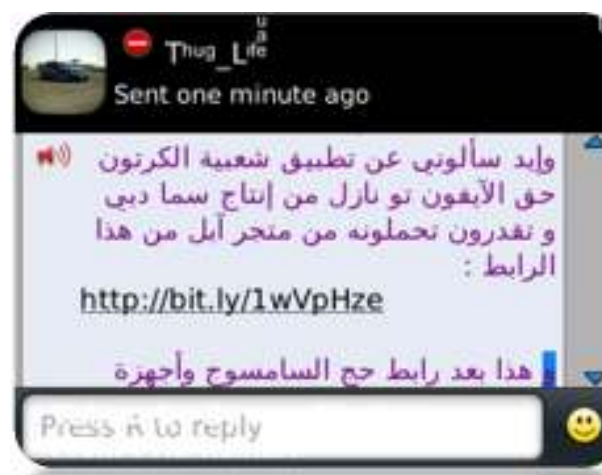 Thug_Life ua
Sent one minute ago
وايد سألوني عن تطبيق شعبية الكرتون
حق الآيفون تو نازل من إنتاج سما دبي
و تقدرون تحملونه من متجر آبل من هذا
الرابط :
http://bit.ly/1wVpHze
و هذا بعد رابط حج السامسوج وأجهزة
Press ñ to reply